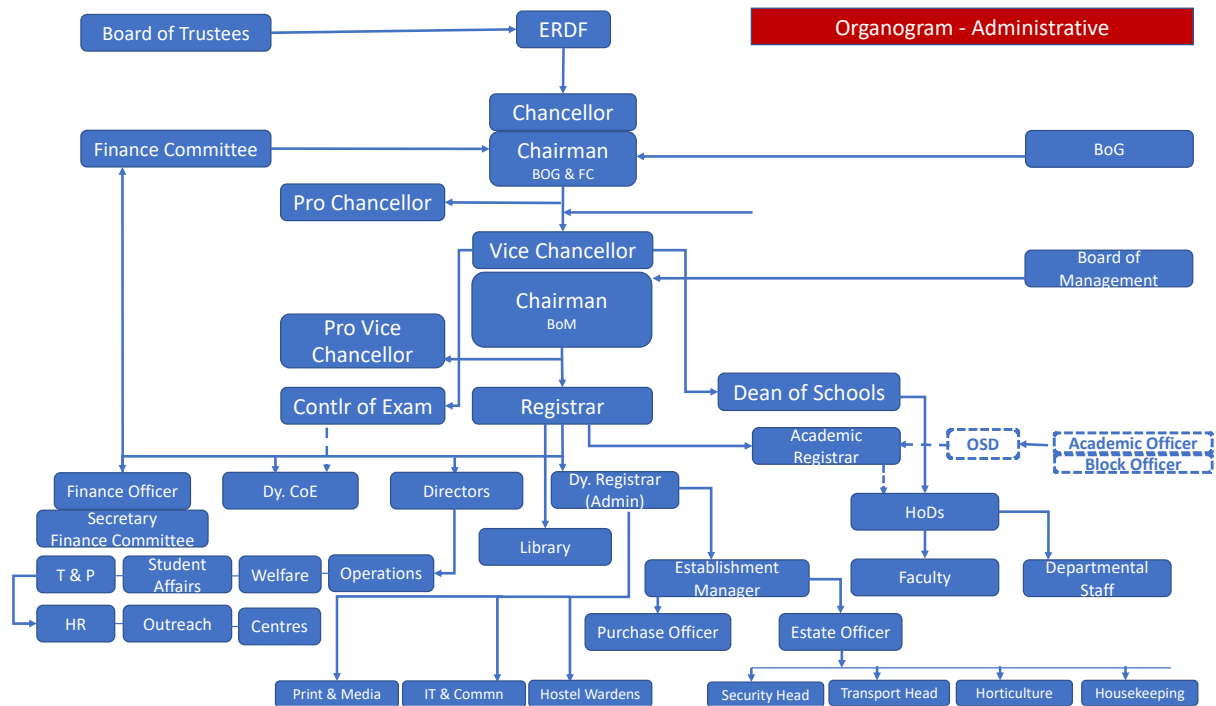 Board of Trustees
ERDF
Organogram - Administrative
Chancellor
Finance Committee
Chairman
BOG & FC
BoG
Pro Chancellor
Vice Chancellor
Board of
Management
Chairman
BoM
Pro Vice
Chancellor
Contlr of Exam
Registrar
Dean of Schools
Academic
Registrar
OSD
Academic Officer
Block Officer
Finance Officer
Secretary
Finance Committee
Dy. CoE
Directors
Dy. Registrar
(Admin)
HoDs
Library
T & P
Student
Affairs
Welfare
Operations
Establishment
Manager
Faculty
Departmental
Staff
HR
Outreach
Centres
Purchase Officer
Estate Officer
Print & Media
IT & Commn
Hostel Wardens
Security Head
Transport Head
Horticulture
Housekeeping